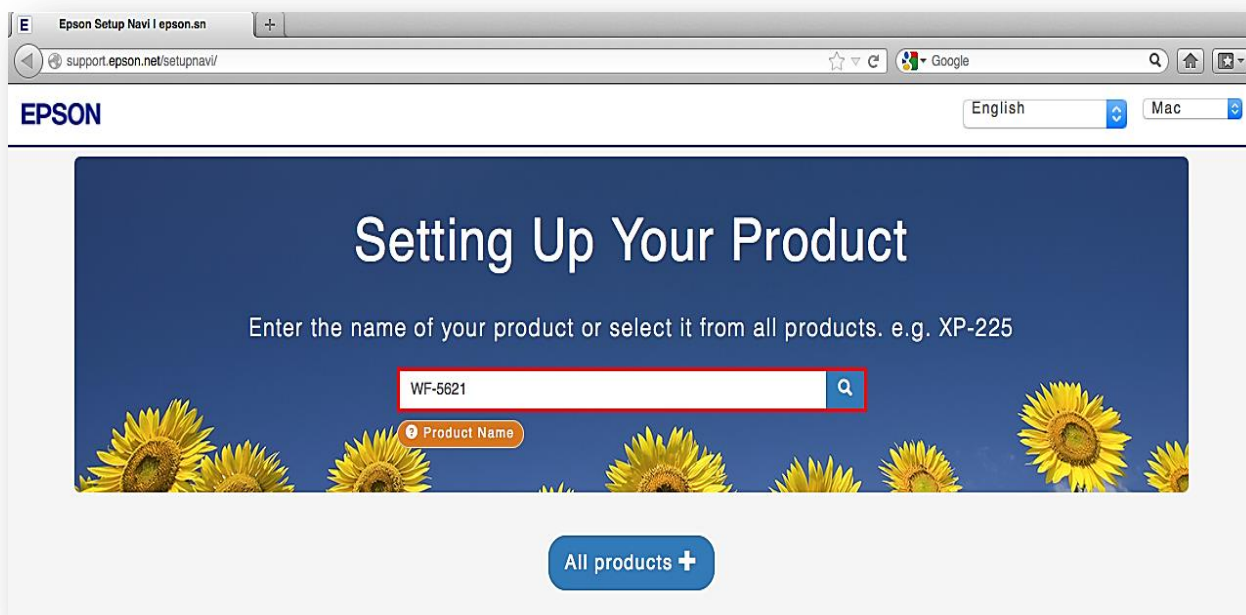 E Epson Setup Navi l epson.sn +
support.epson.net/setupnavi/ Google
EPSON English Mac
Setting Up Your Product
Enter the name of your product or select it from all products. e.g. XP-225
WF-5621
? Product Name
All products +